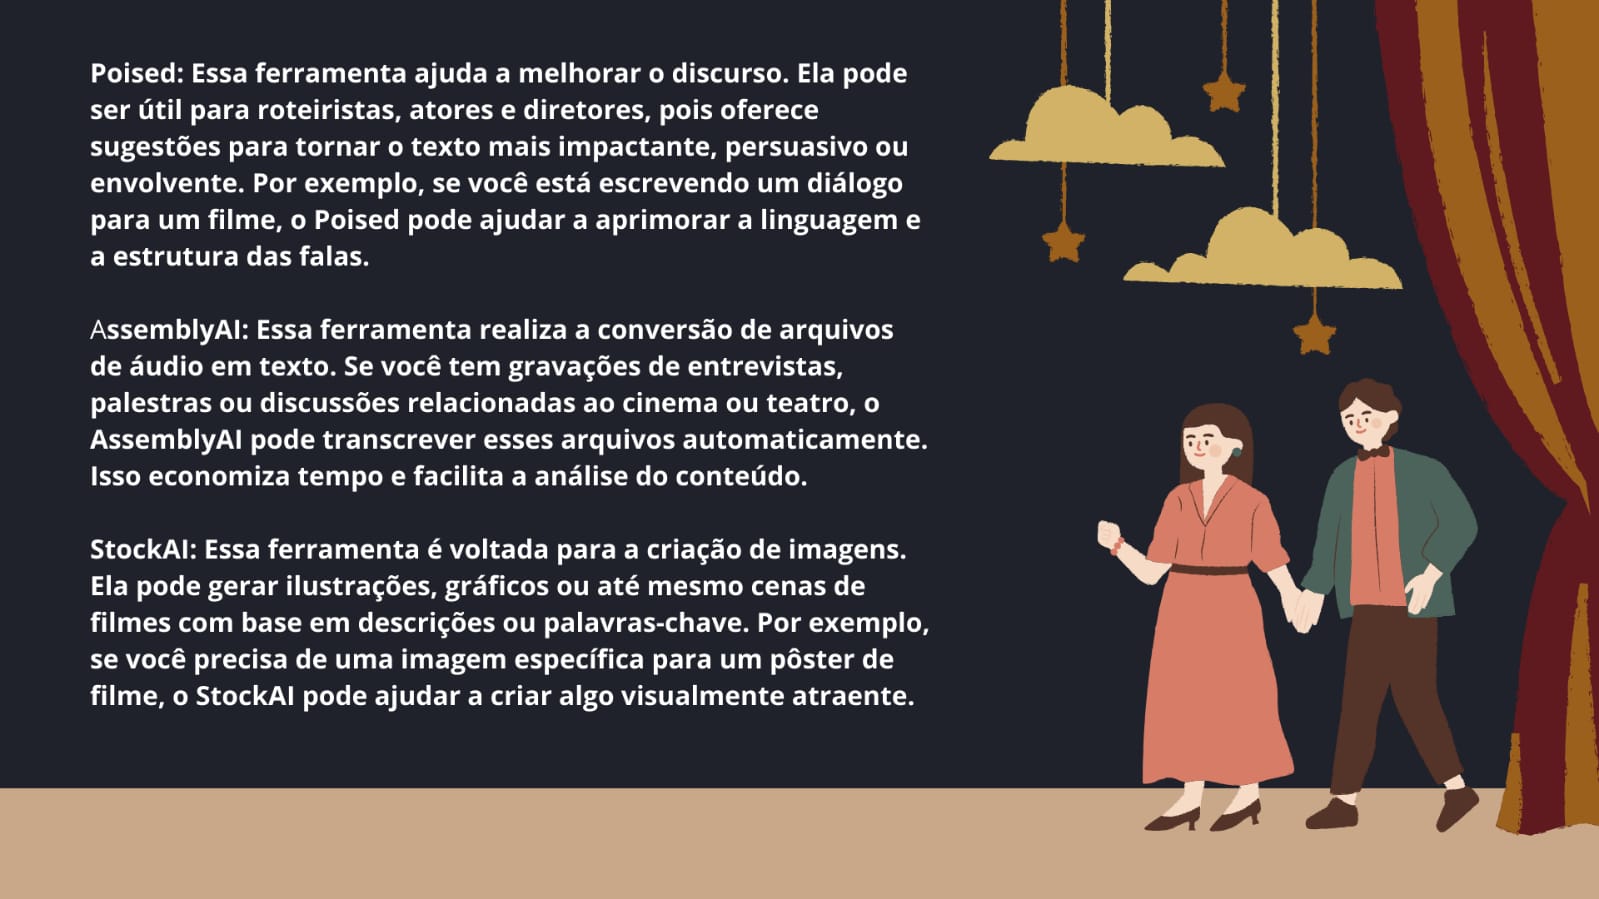 Poised: Essa ferramenta ajuda a melhorar o discurso. Ela pode
ser útil para roteiristas, atores e diretores, pois oferece
sugestões para tornar o texto mais impactante, persuasivo ou
envolvente. Por exemplo, se você está escrevendo um diálogo
para um filme, o Poised pode ajudar a aprimorar a linguagem e
a estrutura das falas.
AssemblyAI: Essa ferramenta realiza a conversão de arquivos
de áudio em texto. Se você tem gravações de entrevistas,
palestras ou discussões relacionadas ao cinema ou teatro, o
AssemblyAI pode transcrever esses arquivos automaticamente.
Isso economiza tempo e facilita a análise do conteúdo.
StockAI: Essa ferramenta é voltada para a criação de imagens.
Ela pode gerar ilustrações, gráficos ou até mesmo cenas de
filmes com base em descrições ou palavras-chave. Por exemplo,
se você precisa de uma imagem específica para um pôster de
filme, o StockAI pode ajudar a criar algo visualmente atraente.